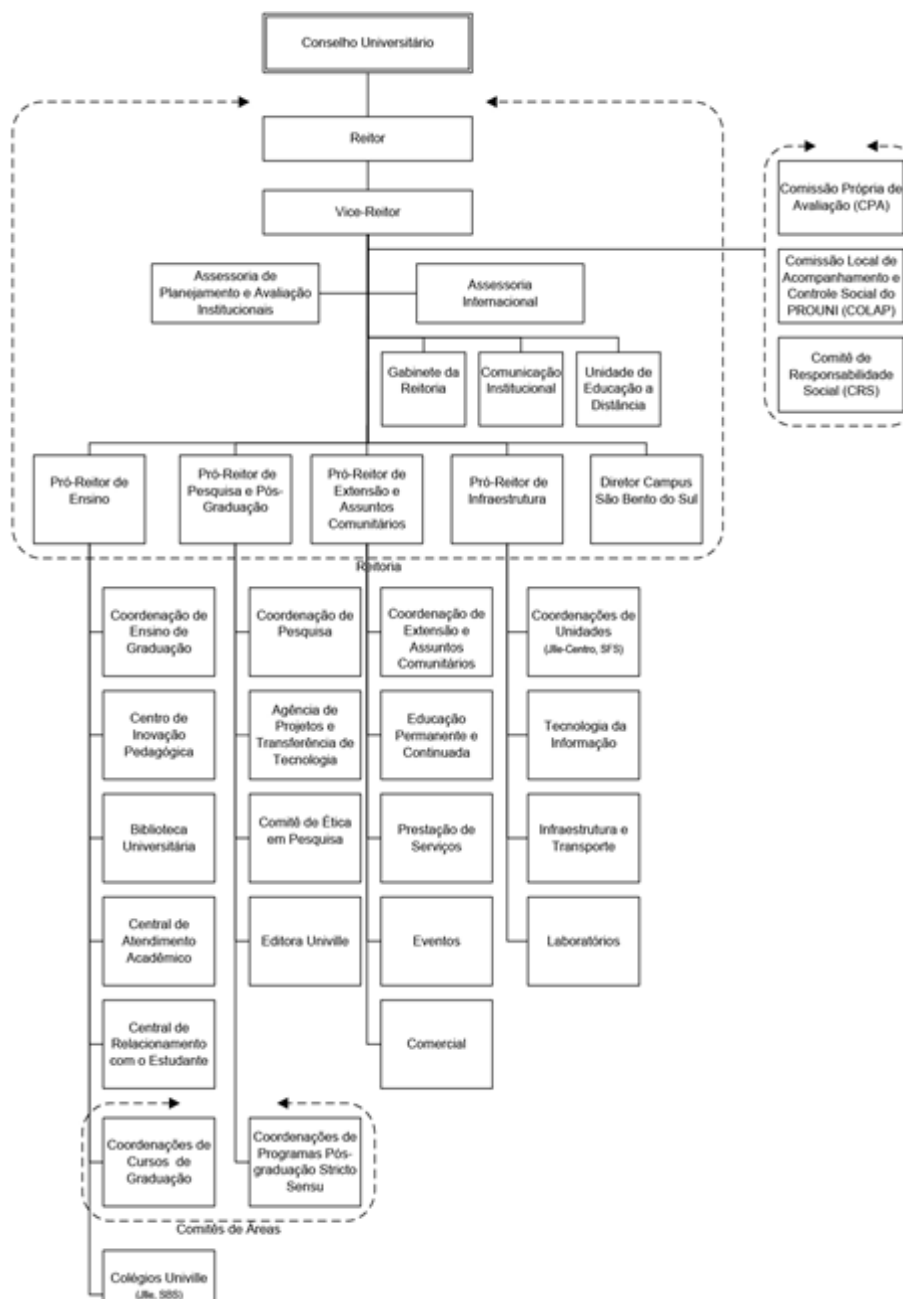 Conselho Universitário
Reitor
Vice-Reitor
Comissão Própria de
Avaliação (CPA)
Comissão Local de
Acompanhamento e
Controle Social do
PROUNI (COLAP)
Comitê de
Responsabilidade
Social (CRS)
Assessoria de
Planejamento e Avaliação
Institucionais
Assessoria
Internacional
Gabinete da
Reitoria
Comunicação
Institucional
Unidade de
Educação a
Distância
Pró-Reitor de
Ensino
Pró-Reitor de
Pesquisa e Pós-
Graduação
Pró-Reitor de
Extensão e
Assuntos
Comunitários
Pró-Reitor de
Infraestrutura
Diretor Campus
São Bento do Sul
Reitoria
Coordenação de
Ensino de
Graduação
Coordenação de
Pesquisa
Coordenação de
Extensão e
Assuntos
Comunitários
Coordenações de
Unidades
(Jlle-Centro, SFS)
Centro de
Inovação
Pedagógica
Agência de
Projetos e
Transferência de
Tecnologia
Educação
Permanente e
Continuada
Tecnologia da
Informação
Biblioteca
Universitária
Comitê de Ética
em Pesquisa
Prestação de
Serviços
Infraestrutura e
Transporte
Central de
Atendimento
Acadêmico
Editora Univille
Eventos
Laboratórios
Central de
Relacionamento
com o Estudante
Comercial
Coordenações de
Cursos de
Graduação
Coordenações de
Programas Pós-
graduação Stricto
Sensu
Comitês de Áreas
Colégios Univille
(Jlle, SBS)